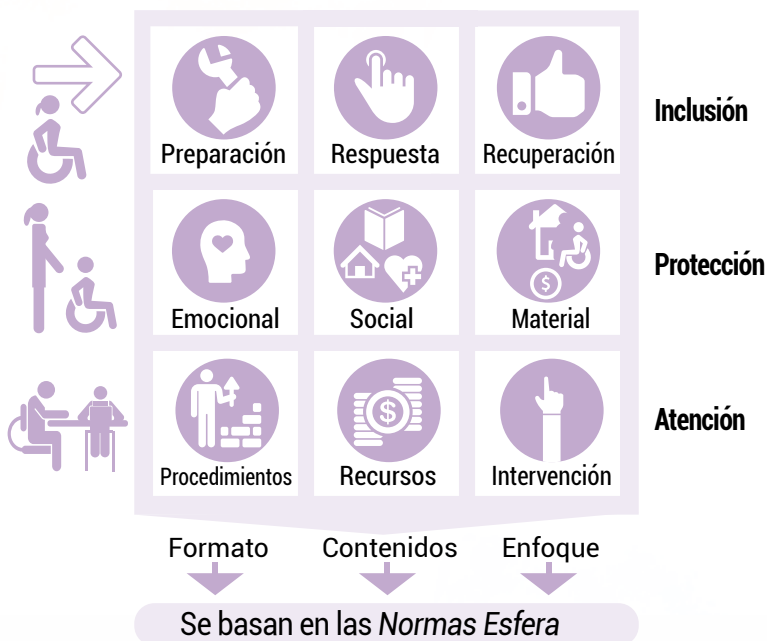 Preparación Respuesta Recuperación Inclusión
Emocional Social Material Protección
Procedimientos Recursos Intervención Atención
Formato Contenidos Enfoque
Se basan en las Normas Esfera